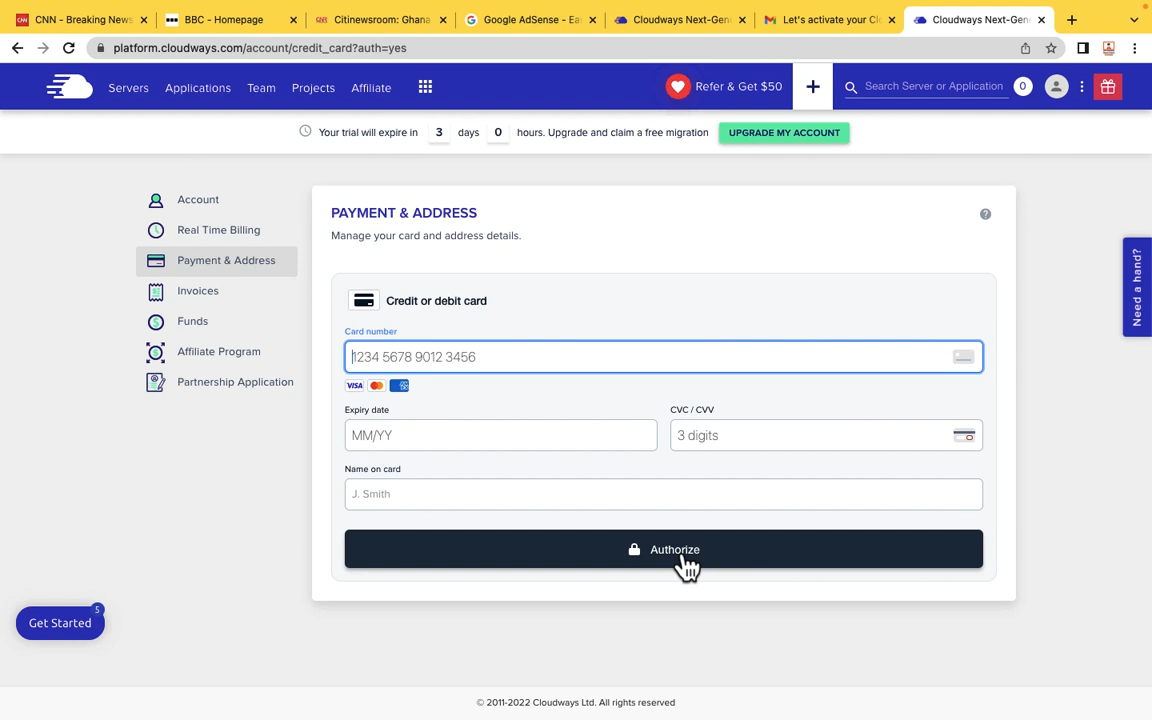 CNN - Breaking News
BBC - Homepage
Citinewsroom: Ghana
Google AdSense - Ea
Cloudways Next-Gen
Let's activate your Cl
Cloudways Next-Gen
platform.cloudways.com/account/credit_card?auth=yes
Servers
Applications
Team
Projects
Affiliate
Refer & Get $50
+
Search Server or Application
0
Your trial will expire in 3 days 0 hours. Upgrade and claim a free migration
UPGRADE MY ACCOUNT
Account
Real Time Billing
Payment & Address
Invoices
Funds
Affiliate Program
Partnership Application
PAYMENT & ADDRESS
?
Manage your card and address details.
Credit or debit card
Card number
1234 5678 9012 3456
VISA
Expiry date
CVC / CVV
MM/YY
3 digits
Name on card
J. Smith
Authorize
Need a hand?
5
Get Started
© 2011-2022 Cloudways Ltd. All rights reserved